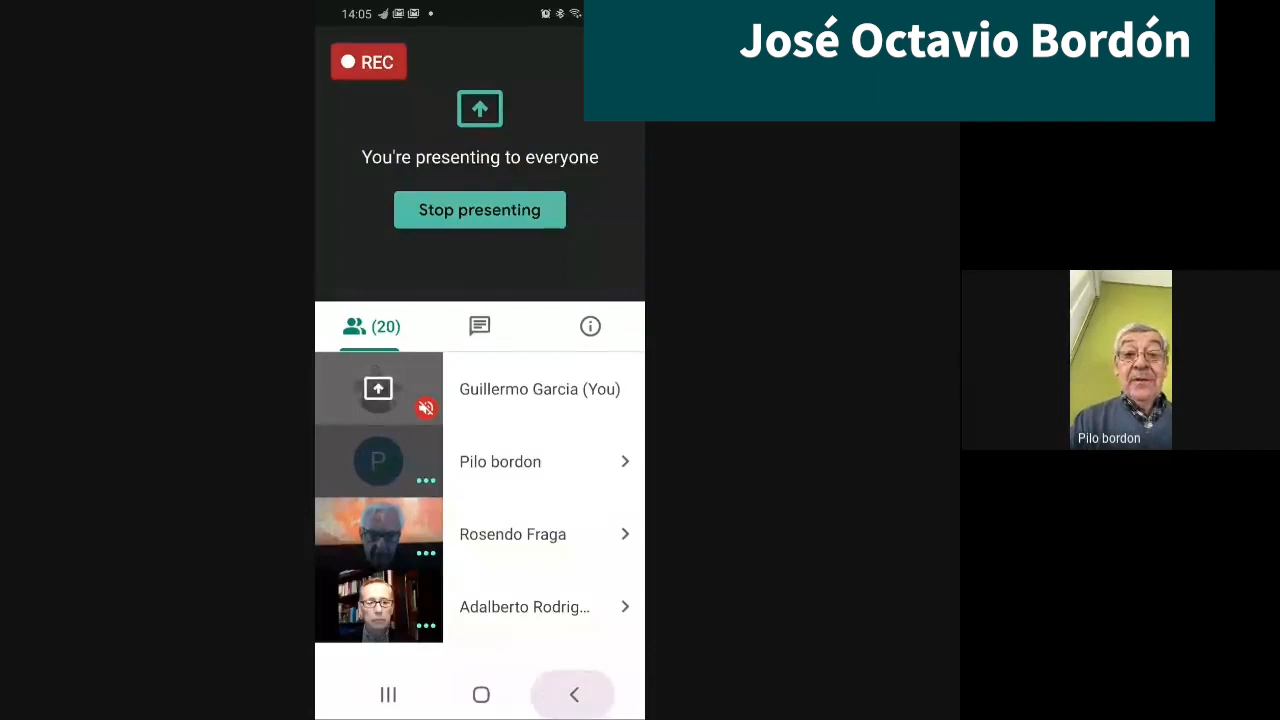 14:05
José Octavio Bordón
REC
You're presenting to everyone
Stop presenting
(20)
Guillermo Garcia (You)
P
Pilo bordon
Rosendo Fraga
Adalberto Rodrig...
Pilo bordon